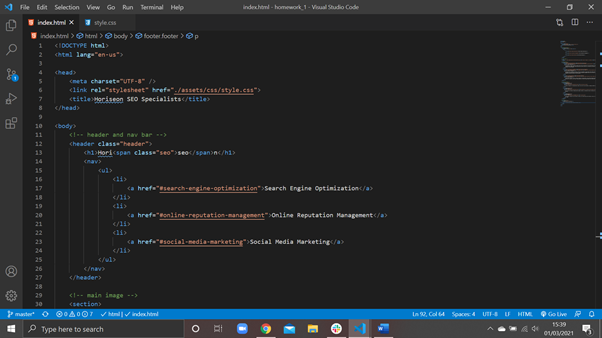 File Edit Selection View Go Run Terminal Help
index.html - homework_1 - Visual Studio Code
index.html
style.css
index.html > html > body > footer.footer > p
1 <!DOCTYPE html>
2 <html lang="en-us">
3
4 <head>
5 <meta charset="UTF-8" />
6 <link rel="stylesheet" href="./assets/css/style.css">
7 <title>Horiseon SEO Specialists</title>
8 </head>
9
10 <body>
11 <!-- header and nav bar -->
12 <header class="header">
13 <h1>Hori<span class="seo">seo</span>n</h1>
14 <nav>
15 <ul>
16 <li>
17 <a href="#search-engine-optimization">Search Engine Optimization</a>
18 </li>
19 <li>
20 <a href="#online-reputation-management">Online Reputation Management</a>
21 </li>
22 <li>
23 <a href="#social-media-marketing">Social Media Marketing</a>
24 </li>
25 </ul>
26 </nav>
27 </header>
28
29 <!-- main image -->
30 <section>
master* 0 0 7 html | index.html Ln 92, Col 64 Spaces: 4 UTF-8 LF HTML Go Live
Type here to search
15:39
01/03/2021